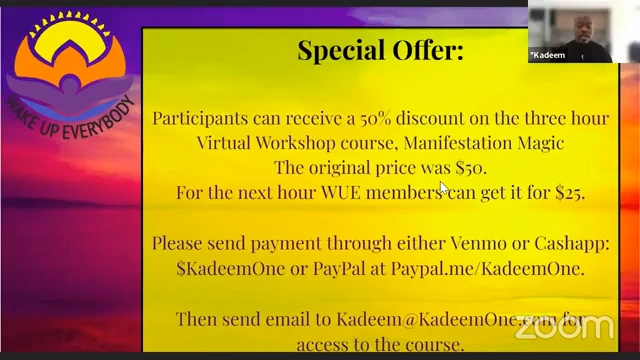 Special Offer:
*Kadeem
WAKE UP EVERYBODY
Participants can receive a 50% discount on the three hour
Virtual Workshop course, Manifestation Magic
The original price was $50.
For the next hour WUE members can get it for $25.
Please send payment through either Venmo or Cashapp:
$KadeemOne or PayPal at Paypal.me/KadeemOne.
Then send email to Kadeem@KadeemOne.com for
access to the course.
zoom